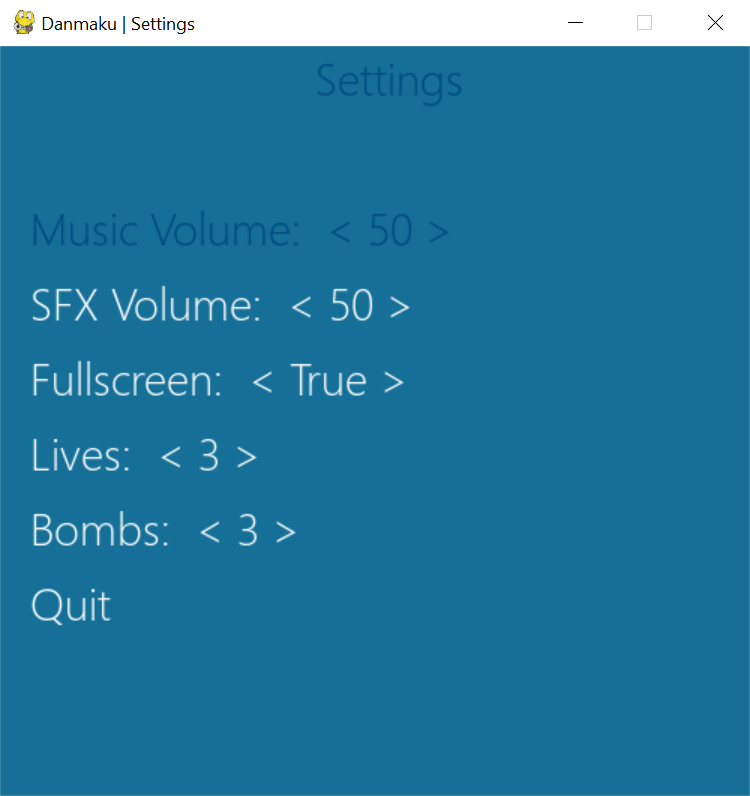 Danmaku | Settings
Settings
Music Volume: < 50 >
SFX Volume: < 50 >
Fullscreen: < True >
Lives: < 3 >
Bombs: < 3 >
Quit